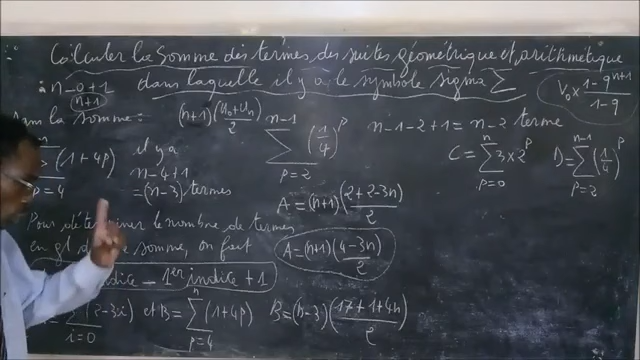 Calculer la Somme des termes des suites géométrique et arithmétique
dans laquelle il y a le symbole sigma Σ
à n-0+1
(n+1)
V₀ × (1-q^(n+1))/(1-q)
Dans la somme :
(n+1)((U₀+Un)/2)
Σ_(p=2)^(n-1) (1/4)^p
n-1-2+1 = n-2 terme
(1+4p)
p=4
il y a
n-4+1
=(n-3) termes
C = Σ_(p=0)^n 3×2^p
D = Σ_(p=2)^(n-1) (1/4)^p
A = (n+1)((2+2-3n)/2)
Pour déterminer le nombre de termes
en gl d'une somme, on fait
A = (n+1)((4-3n)/2)
indice - 1er indice + 1
Σ_(i=0) (2-3i) et B = Σ_(p=4)^n (1+4p)
B = (n-3)((17+1+4n)/2)